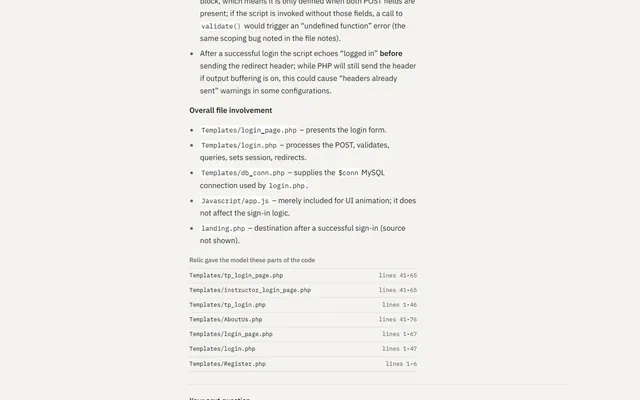 block, which means it is only defined when both POST fields are
present; if the script is invoked without those fields, a call to
validate() would trigger an “undefined function” error (the
same scoping bug noted in the file notes).
• After a successful login the script echoes “logged in” before
sending the redirect header; while PHP will still send the header
if output buffering is on, this could cause “headers already
sent” warnings in some configurations.
Overall file involvement
• Templates/login_page.php – presents the login form.
• Templates/login.php – processes the POST, validates,
queries, sets session, redirects.
• Templates/db_conn.php – supplies the $conn MySQL
connection used by login.php.
• Javascript/app.js – merely included for UI animation; it does
not affect the sign-in logic.
• landing.php – destination after a successful sign-in (source
not shown).
Relic gave the model these parts of the code
Templates/tp_login_page.php lines 41-65
Templates/instructor_login_page.php lines 41-65
Templates/tp_login.php lines 1-46
Templates/AboutUs.php lines 41-76
Templates/login_page.php lines 1-67
Templates/login.php lines 1-47
Templates/Register.php lines 1-6
Your next question